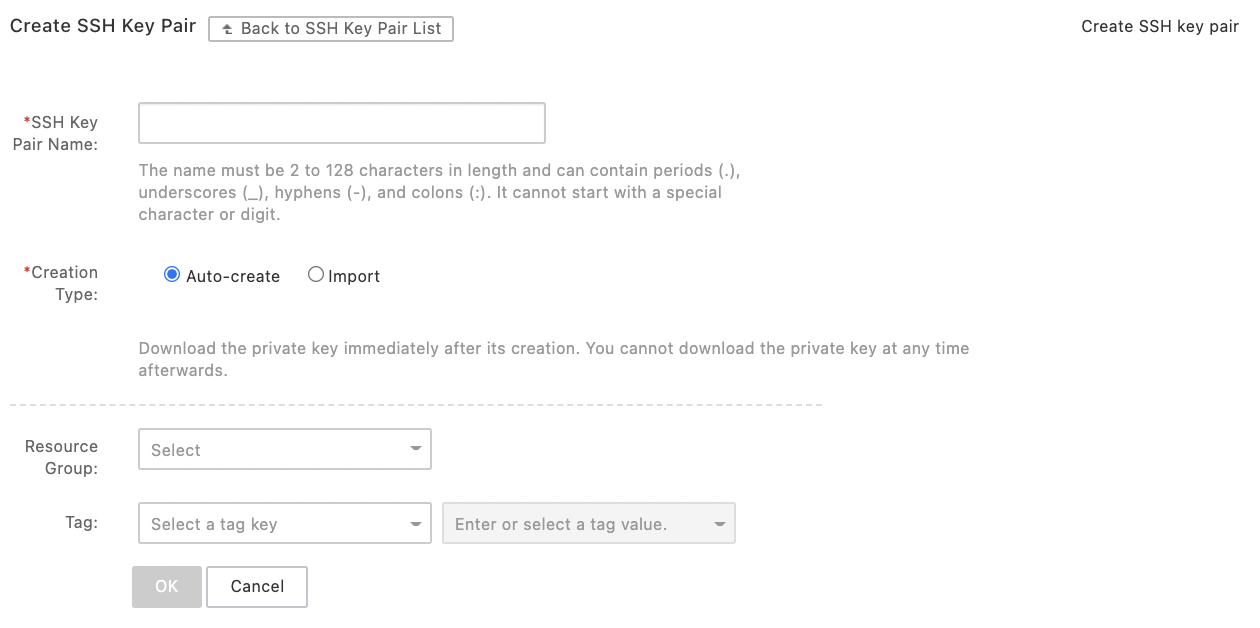 Create SSH Key Pair
Back to SSH Key Pair List
Create SSH key pair
*SSH Key
Pair Name:
The name must be 2 to 128 characters in length and can contain periods (.),
underscores (_), hyphens (-), and colons (:). It cannot start with a special
character or digit.
*Creation
Type:
Auto-create
Import
Download the private key immediately after its creation. You cannot download the private key at any time
afterwards.
Resource
Group:
Select
Tag:
Select a tag key
Enter or select a tag value.
OK
Cancel